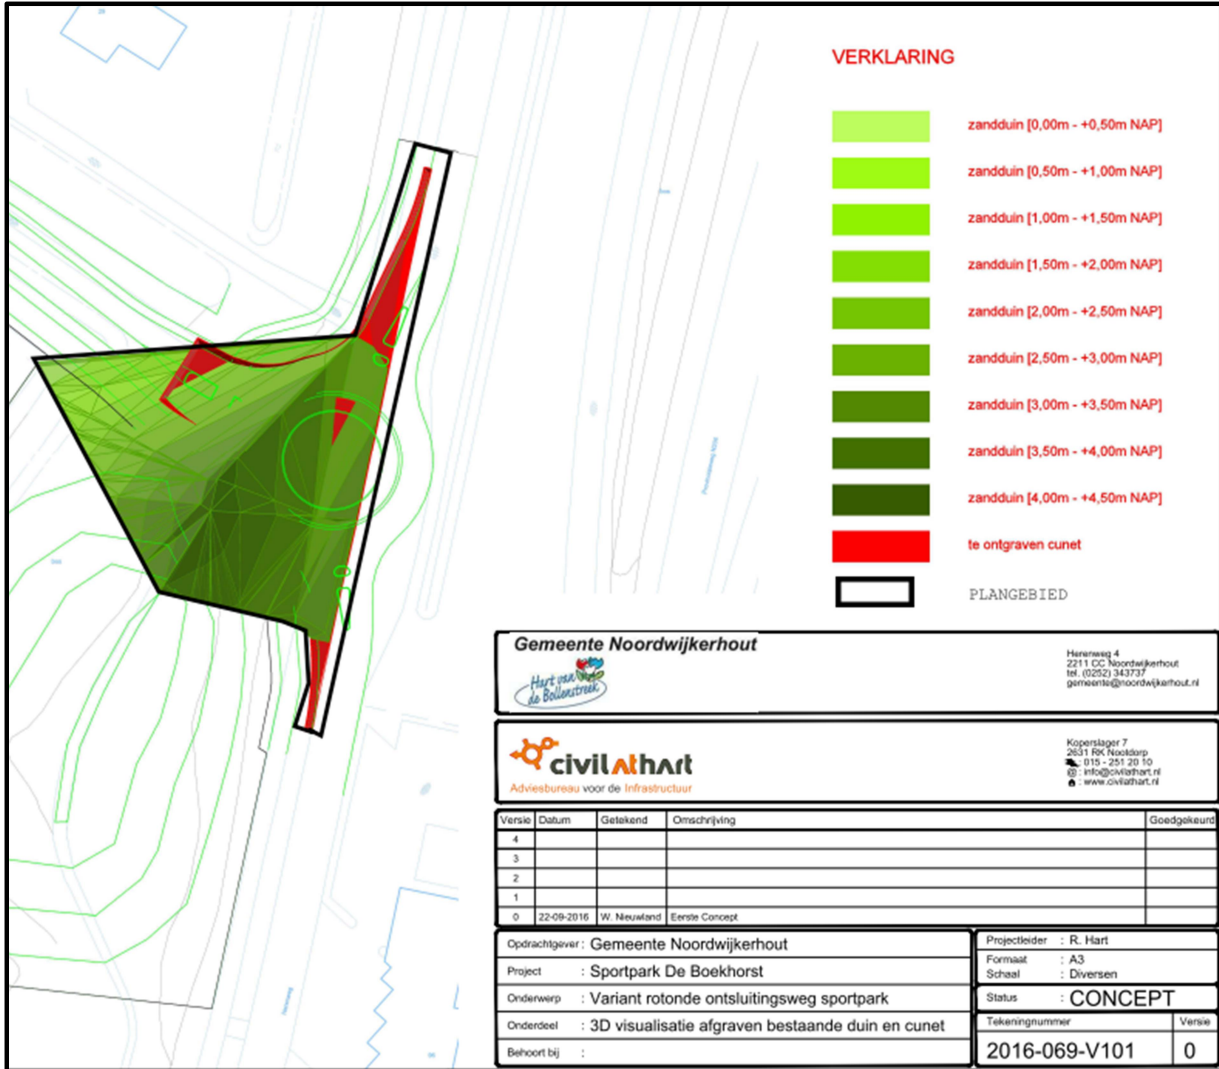 VERKLARING
zandduin [0,00m - +0,50m NAP]
zandduin [0,50m - +1,00m NAP]
zandduin [1,00m - +1,50m NAP]
zandduin [1,50m - +2,00m NAP]
zandduin [2,00m - +2,50m NAP]
zandduin [2,50m - +3,00m NAP]
zandduin [3,00m - +3,50m NAP]
zandduin [3,50m - +4,00m NAP]
zandduin [4,00m - +4,50m NAP]
te ontgraven cunet
PLANGEBIED
Gemeente Noordwijkerhout
Hart van
de Bollenstreek
Herenweg 4
2211 CC Noordwijkerhout
tel. (0252) 343737
gemeente@noordwijkerhout.nl
civilathart
Adviesbureau voor de Infrastructuur
Koperslager 7
2631 RK Nootdorp
: 015 - 251 20 10
@ : info@civilathart.nl
: www.civilathart.nl
Versie Datum Getekend Omschrijving Goedgekeurd
4
3
2
1
0 22-09-2016 W. Nieuwland Eerste Concept
Opdrachtgever : Gemeente Noordwijkerhout
Project : Sportpark De Boekhorst
Onderwerp : Variant rotonde ontsluitingsweg sportpark
Onderdeel : 3D visualisatie afgraven bestaande duin en cunet
Behoort bij :
Projectleider : R. Hart
Formaat : A3
Schaal : Diversen
Status : CONCEPT
Tekeningnummer Versie
2016-069-V101 0